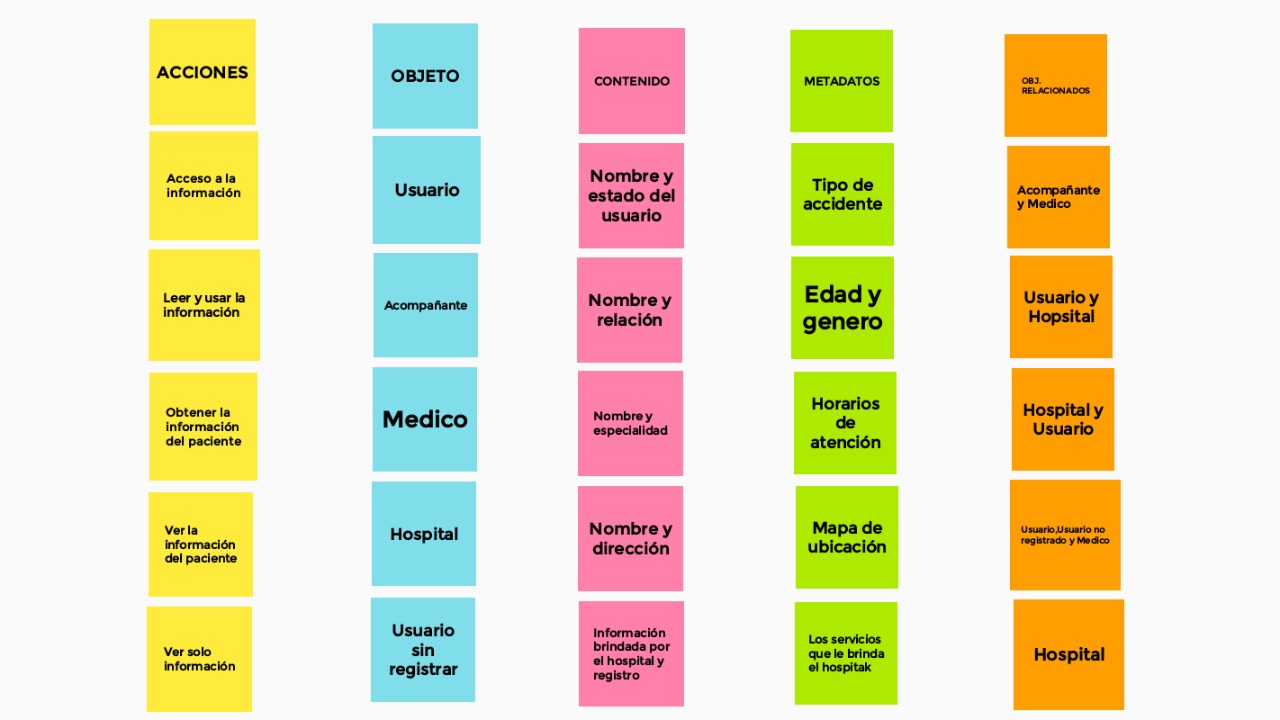 ACCIONES
OBJETO
CONTENIDO
METADATOS
OBJ.
RELACIONADOS
Acceso a la
información
Usuario
Nombre y
estado del
usuario
Tipo de
accidente
Acompañante
y Medico
Leer y usar la
información
Acompañante
Nombre y
relación
Edad y
genero
Usuario y
Hopsital
Obtener la
información
del paciente
Medico
Nombre y
especialidad
Horarios
de
atención
Hospital y
Usuario
Ver la
información
del paciente
Hospital
Nombre y
dirección
Mapa de
ubicación
Usuario,Usuario no
registrado y Medico
Ver solo
información
Usuario
sin
registrar
Información
brindada por
el hospital y
registro
Los servicios
que le brinda
el hospitak
Hospital